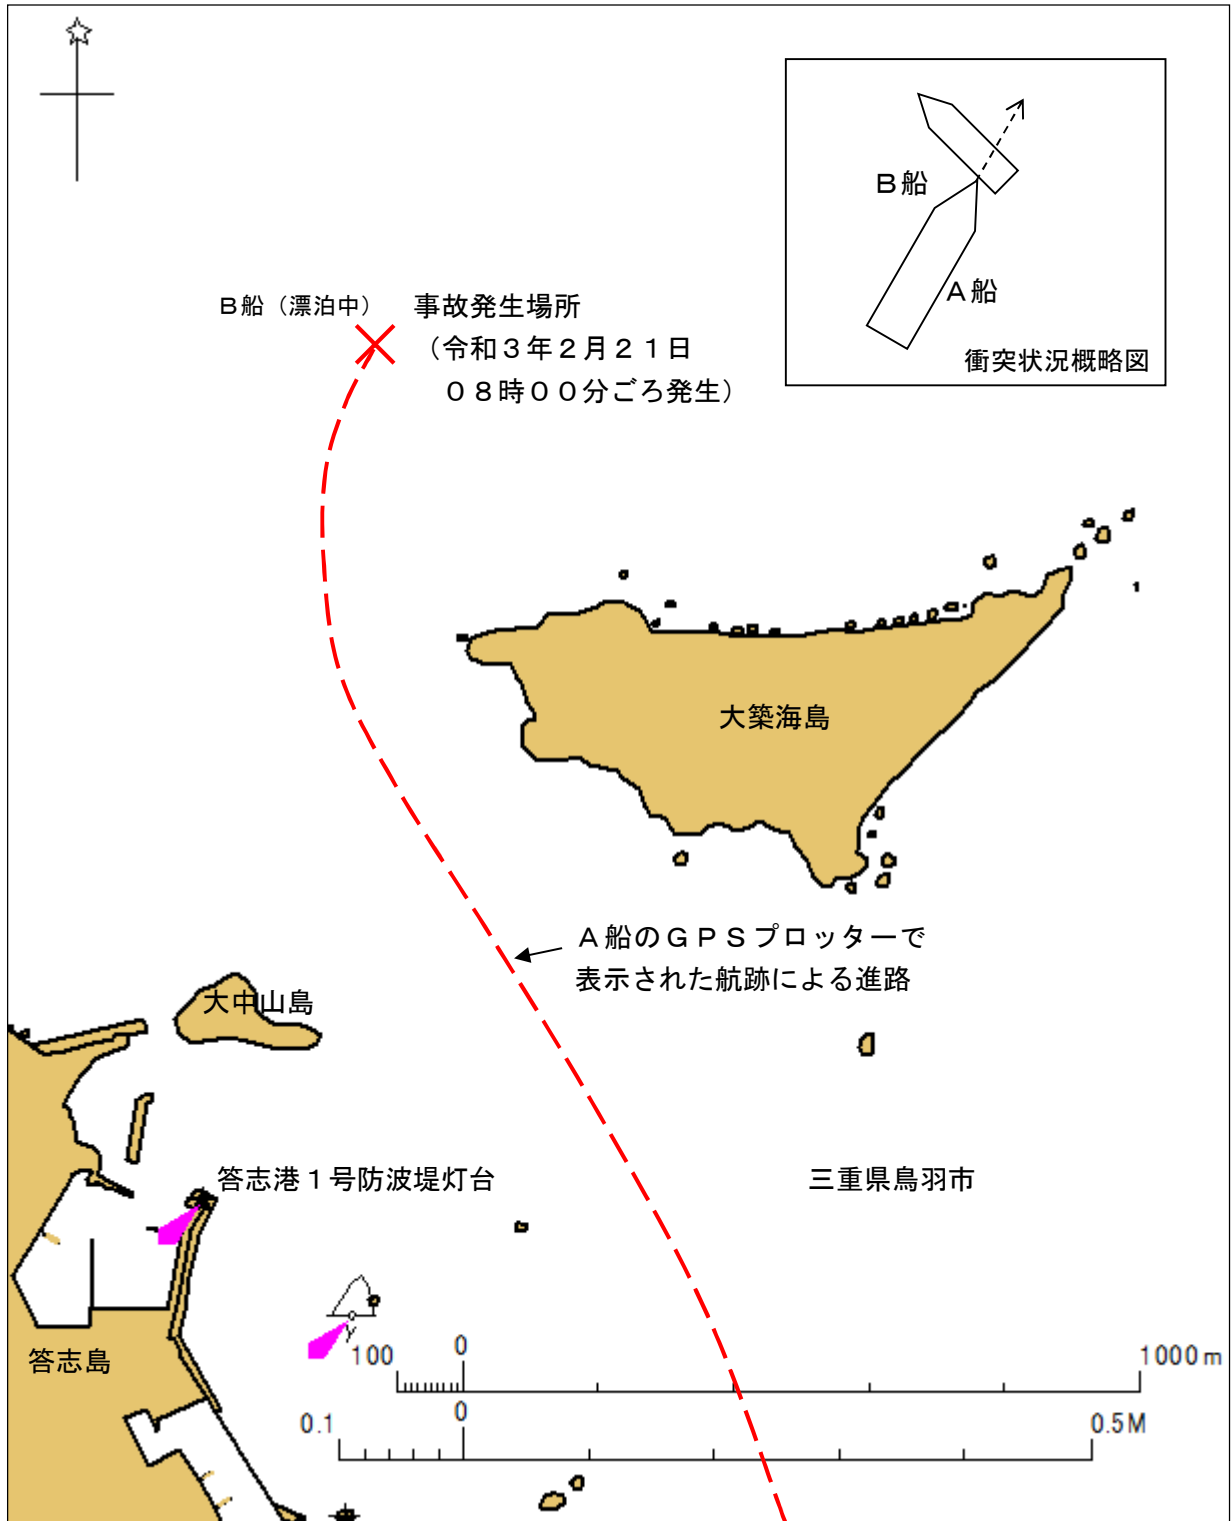 B船
A船
衝突状況概略図
B船（漂泊中）
事故発生場所
（令和３年２月２１日
０８時００分ごろ発生）
大築海島
A船のＧＰＳプロッターで
表示された航跡による進路
大中山島
答志港１号防波堤灯台
三重県鳥羽市
Y
答志島
100
0
1000m
0.1
0
0.5M